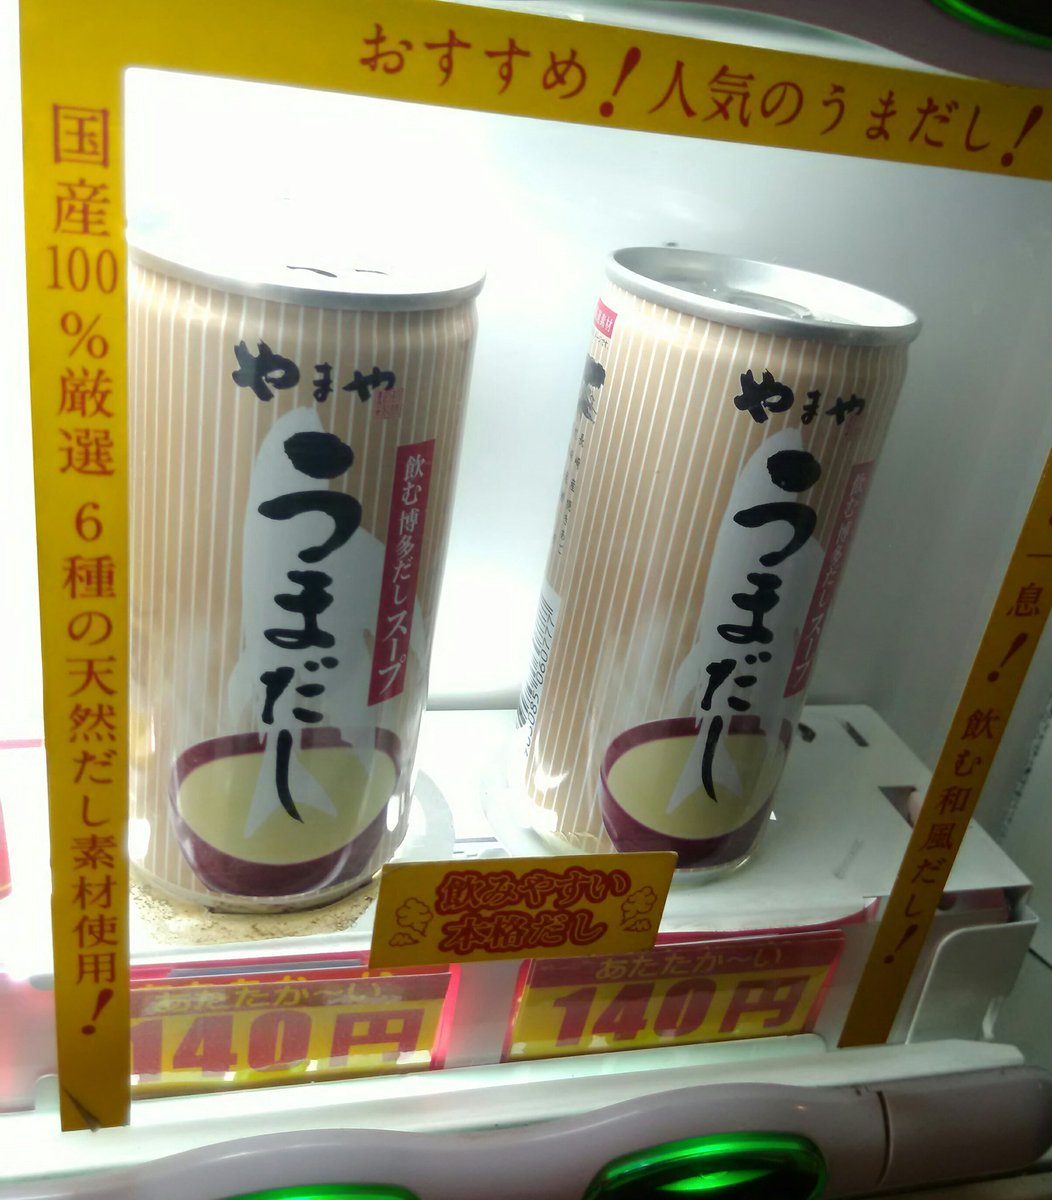 おすすめ!人気のうまだし!
国産100%厳選 6種の天然だし素材使用!
やまや
うまだし
飲む博多だしスープ
やまや
うまだし
飲む博多だしスープ
一息!飲む和風だし!
飲みやすい
本格だし
あたたか〜い
140円
あたたか〜い
140円